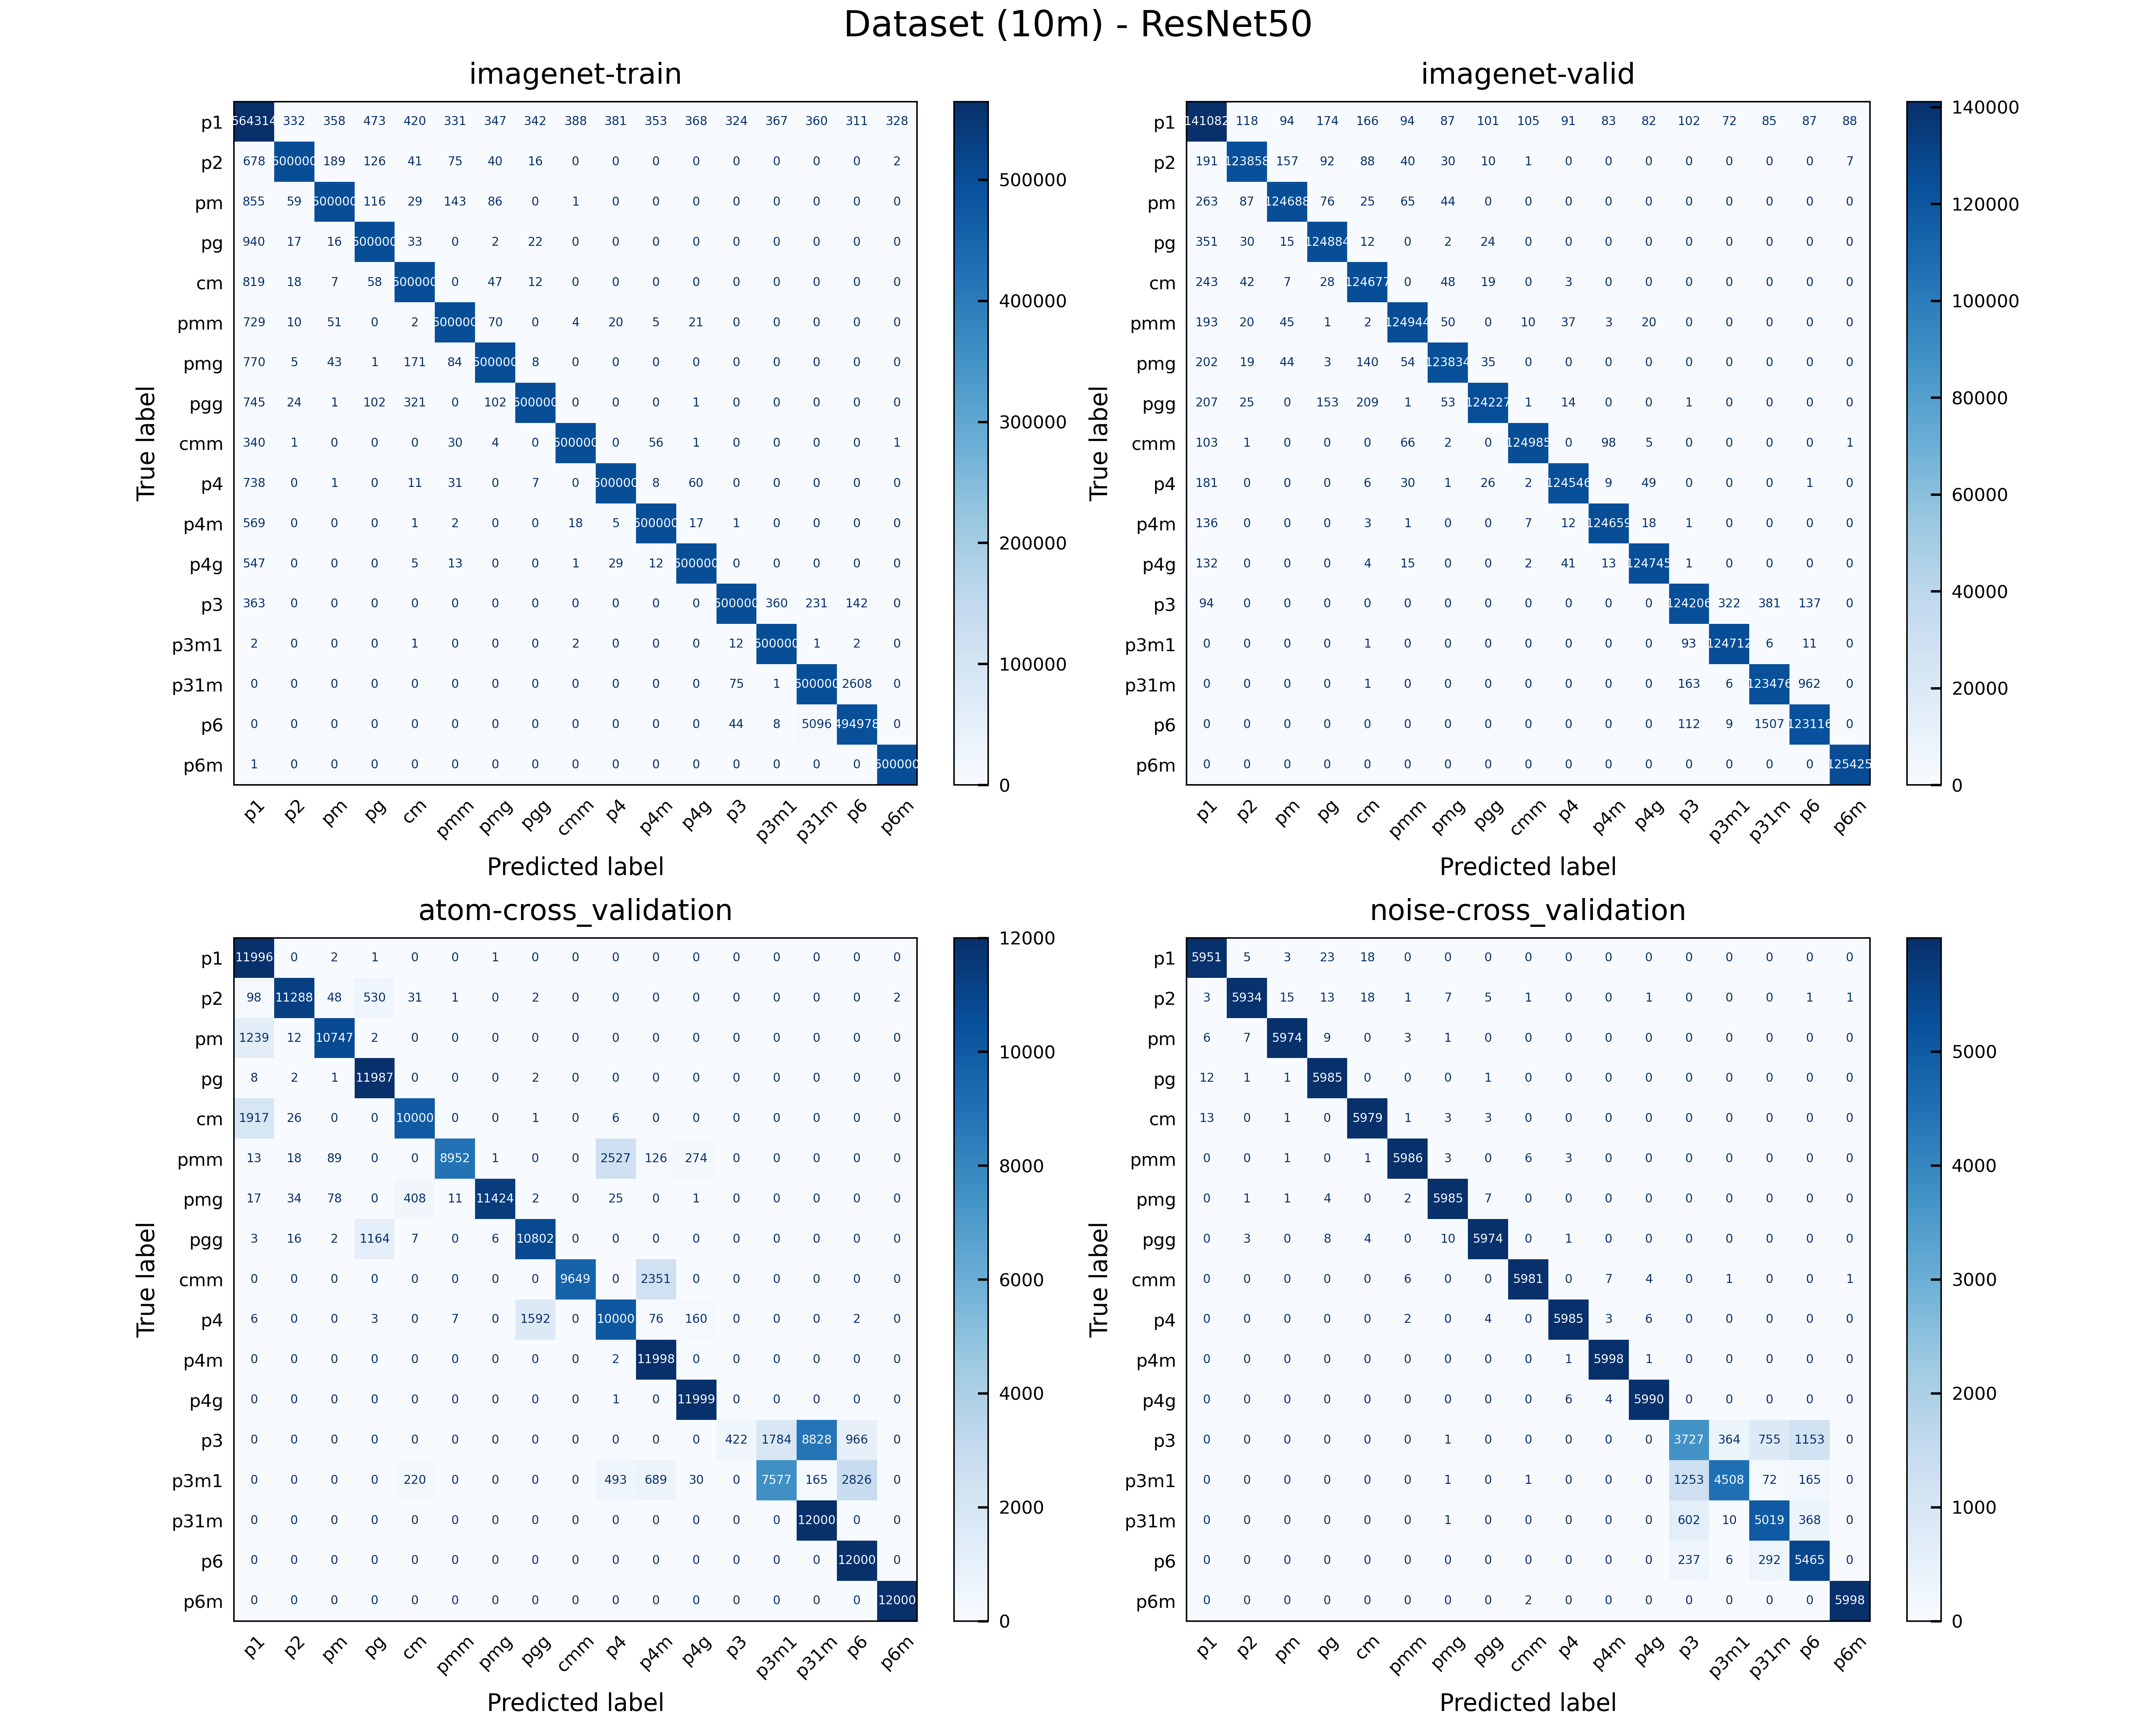 Dataset (10m) - ResNet50
imagenet-train
p1 564314 332 358 473 420 331 347 342 388 381 353 368 324 367 360 311 328
p2 678 500000 189 126 41 75 40 16 0 0 0 0 0 0 0 0 2
pm 855 59 500000 116 29 143 86 0 1 0 0 0 0 0 0 0 0
pg 940 17 16 500000 33 0 2 22 0 0 0 0 0 0 0 0 0
cm 819 18 7 58 500000 0 47 12 0 0 0 0 0 0 0 0 0
pmm 729 10 51 0 2 500000 70 0 4 20 5 21 0 0 0 0 0
pmg 770 5 43 1 171 84 500000 8 0 0 0 0 0 0 0 0 0
pgg 745 24 1 102 321 0 102 500000 0 0 0 1 0 0 0 0 0
cmm 340 1 0 0 0 30 4 0 500000 0 56 1 0 0 0 0 1
p4 738 0 1 0 11 31 0 7 0 500000 8 60 0 0 0 0 0
p4m 569 0 0 0 1 2 0 0 18 5 500000 17 1 0 0 0 0
p4g 547 0 0 0 5 13 0 0 1 29 12 500000 0 0 0 0 0
p3 363 0 0 0 0 0 0 0 0 0 0 0 500000 360 231 142 0
p3m1 2 0 0 0 1 0 0 0 2 0 0 0 12 500000 1 2 0
p31m 0 0 0 0 0 0 0 0 0 0 0 0 75 1 500000 2608 0
p6 0 0 0 0 0 0 0 0 0 0 0 0 44 8 5096 494978 0
p6m 1 0 0 0 0 0 0 0 0 0 0 0 0 0 0 0 500000
True label
p1 p2 pm pg cm pmm pmg pgg cmm p4 p4m p4g p3 p3m1 p31m p6 p6m
Predicted label
500000
400000
300000
200000
100000
0
imagenet-valid
p1 141082 118 94 174 166 94 87 101 105 91 83 82 102 72 85 87 88
p2 191 123858 157 92 88 40 30 10 1 0 0 0 0 0 0 0 7
pm 263 87 124688 76 25 65 44 0 0 0 0 0 0 0 0 0 0
pg 351 30 15 124884 12 0 2 24 0 0 0 0 0 0 0 0 0
cm 243 42 7 28 124677 0 48 19 0 3 0 0 0 0 0 0 0
pmm 193 20 45 1 2 124944 50 0 10 37 3 20 0 0 0 0 0
pmg 202 19 44 3 140 54 123834 35 0 0 0 0 0 0 0 0 0
pgg 207 25 0 153 209 1 53 124227 1 14 0 0 1 0 0 0 0
cmm 103 1 0 0 0 66 2 0 124985 0 98 5 0 0 0 0 1
p4 181 0 0 0 6 30 1 26 2 124546 9 49 0 0 0 1 0
p4m 136 0 0 0 3 1 0 0 7 12 124659 18 1 0 0 0 0
p4g 132 0 0 0 4 15 0 0 2 41 13 124745 1 0 0 0 0
p3 94 0 0 0 0 0 0 0 0 0 0 0 124206 322 381 137 0
p3m1 0 0 0 0 1 0 0 0 0 0 0 0 93 124712 6 11 0
p31m 0 0 0 0 1 0 0 0 0 0 0 0 163 6 123476 962 0
p6 0 0 0 0 0 0 0 0 0 0 0 0 112 9 1507 123116 0
p6m 0 0 0 0 0 0 0 0 0 0 0 0 0 0 0 0 125425
True label
p1 p2 pm pg cm pmm pmg pgg cmm p4 p4m p4g p3 p3m1 p31m p6 p6m
Predicted label
140000
120000
100000
80000
60000
40000
20000
0
atom-cross_validation
p1 11996 0 2 1 0 0 1 0 0 0 0 0 0 0 0 0 0
p2 98 11288 48 530 31 1 0 2 0 0 0 0 0 0 0 0 2
pm 1239 12 10747 2 0 0 0 0 0 0 0 0 0 0 0 0 0
pg 8 2 1 11987 0 0 0 2 0 0 0 0 0 0 0 0 0
cm 1917 26 0 0 10000 0 0 1 0 6 0 0 0 0 0 0 0
pmm 13 18 89 0 0 8952 1 0 0 2527 126 274 0 0 0 0 0
pmg 17 34 78 0 408 11 11424 2 0 25 0 1 0 0 0 0 0
pgg 3 16 2 1164 7 0 6 10802 0 0 0 0 0 0 0 0 0
cmm 0 0 0 0 0 0 0 0 9649 0 2351 0 0 0 0 0 0
p4 6 0 0 3 0 7 0 1592 0 10000 76 160 0 0 0 2 0
p4m 0 0 0 0 0 0 0 0 0 2 11998 0 0 0 0 0 0
p4g 0 0 0 0 0 0 0 0 0 1 0 11999 0 0 0 0 0
p3 0 0 0 0 0 0 0 0 0 0 0 0 422 1784 8828 966 0
p3m1 0 0 0 0 220 0 0 0 0 493 689 30 0 7577 165 2826 0
p31m 0 0 0 0 0 0 0 0 0 0 0 0 0 0 12000 0 0
p6 0 0 0 0 0 0 0 0 0 0 0 0 0 0 0 12000 0
p6m 0 0 0 0 0 0 0 0 0 0 0 0 0 0 0 0 12000
True label
p1 p2 pm pg cm pmm pmg pgg cmm p4 p4m p4g p3 p3m1 p31m p6 p6m
Predicted label
12000
10000
8000
6000
4000
2000
0
noise-cross_validation
p1 5951 5 3 23 18 0 0 0 0 0 0 0 0 0 0 0 0
p2 3 5934 15 13 18 1 7 5 1 0 0 1 0 0 0 1 1
pm 6 7 5974 9 0 3 1 0 0 0 0 0 0 0 0 0 0
pg 12 1 1 5985 0 0 0 1 0 0 0 0 0 0 0 0 0
cm 13 0 1 0 5979 1 3 3 0 0 0 0 0 0 0 0 0
pmm 0 0 1 0 1 5986 3 0 6 3 0 0 0 0 0 0 0
pmg 0 1 1 4 0 2 5985 7 0 0 0 0 0 0 0 0 0
pgg 0 3 0 8 4 0 10 5974 0 1 0 0 0 0 0 0 0
cmm 0 0 0 0 0 6 0 0 5981 0 7 4 0 1 0 0 1
p4 0 0 0 0 0 2 0 4 0 5985 3 6 0 0 0 0 0
p4m 0 0 0 0 0 0 0 0 0 1 5998 1 0 0 0 0 0
p4g 0 0 0 0 0 0 0 0 0 6 4 5990 0 0 0 0 0
p3 0 0 0 0 0 0 1 0 0 0 0 0 3727 364 755 1153 0
p3m1 0 0 0 0 0 0 1 0 1 0 0 0 1253 4508 72 165 0
p31m 0 0 0 0 0 0 1 0 0 0 0 0 602 10 5019 368 0
p6 0 0 0 0 0 0 0 0 0 0 0 0 237 6 292 5465 0
p6m 0 0 0 0 0 0 0 0 2 0 0 0 0 0 0 0 5998
True label
p1 p2 pm pg cm pmm pmg pgg cmm p4 p4m p4g p3 p3m1 p31m p6 p6m
Predicted label
5000
4000
3000
2000
1000
0